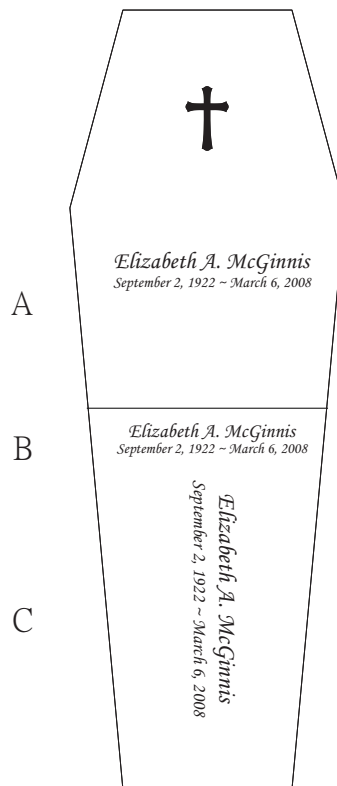 Elizabeth A. McGinnis
September 2, 1922 ~ March 6, 2008
A
Elizabeth A. McGinnis
September 2, 1922 ~ March 6, 2008
B
Elizabeth A. McGinnis
September 2, 1922 ~ March 6, 2008
C